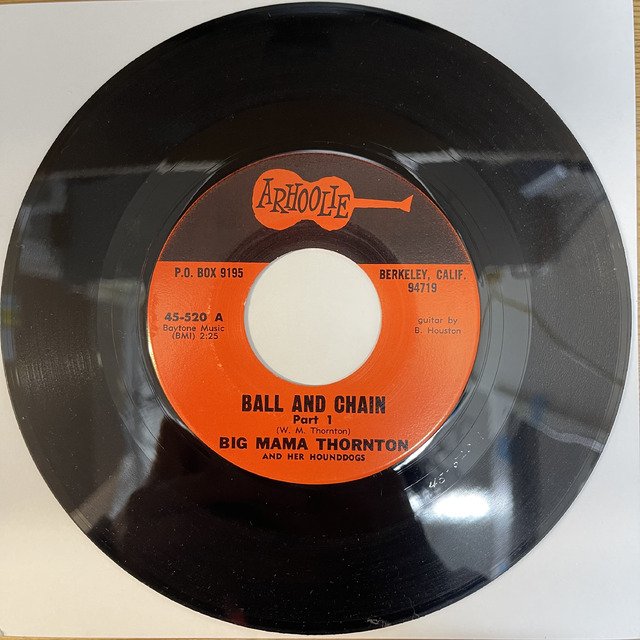 ARHOOLIE
P.O. BOX 9195
BERKELEY, CALIF.
94719
45-520 A
Baytone Music
(BMI) 2:25
guitar by
B. Houston
BALL AND CHAIN
Part 1
(W. M. Thornton)
BIG MAMA THORNTON
AND HER HOUNDDOGS